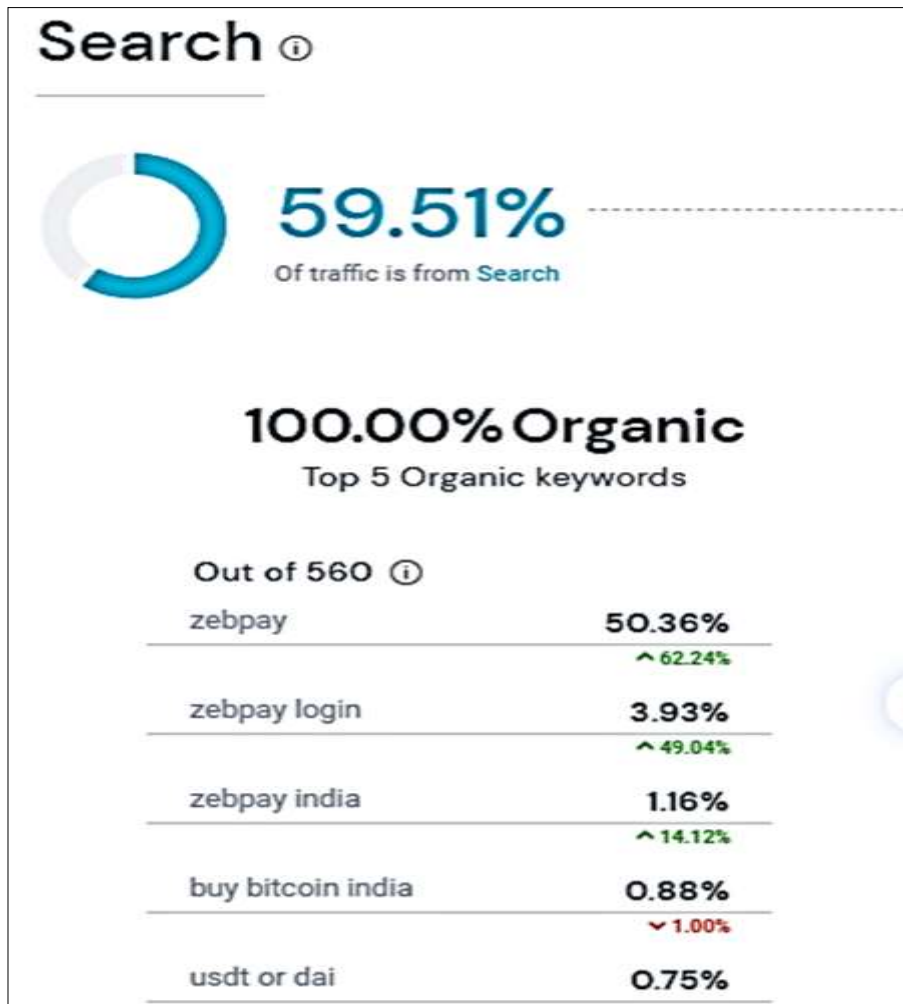 Search
59.51%
Of traffic is from Search
100.00% Organic
Top 5 Organic keywords
Out of 560
zebpay 50.36%
62.24%
zebpay login 3.93%
49.04%
zebpay india 1.16%
14.12%
buy bitcoin india 0.88%
1.00%
usdt or dai 0.75%